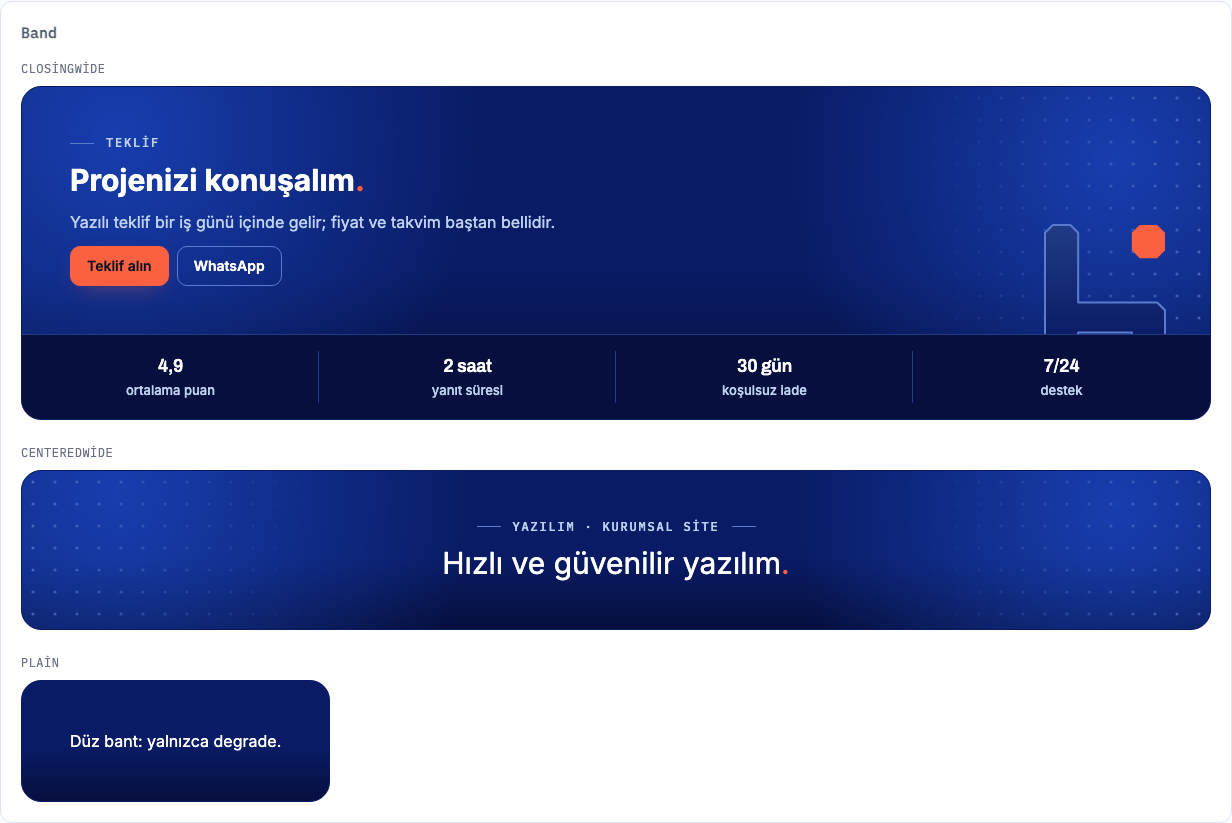 Band
CLOSİNGWİDE
TEKLİF
Projenizi konuşalım.
Yazılı teklif bir iş günü içinde gelir; fiyat ve takvim baştan bellidir.
Teklif alın
WhatsApp
4,9
ortalama puan
2 saat
yanıt süresi
30 gün
koşulsuz iade
7/24
destek
CENTEREDWİDE
YAZILIM · KURUMSAL SİTE
Hızlı ve güvenilir yazılım.
PLAİN
Düz bant: yalnızca degrade.